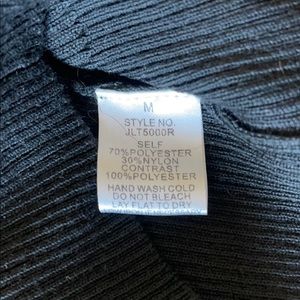 M
STYLE NO.
JLT5000R
SELF
70%POLYESTER
30%NYLON
CONTRAST
100%POLYESTER
HAND WASH COLD
DO NOT BLEACH
LAY FLAT TO DRY